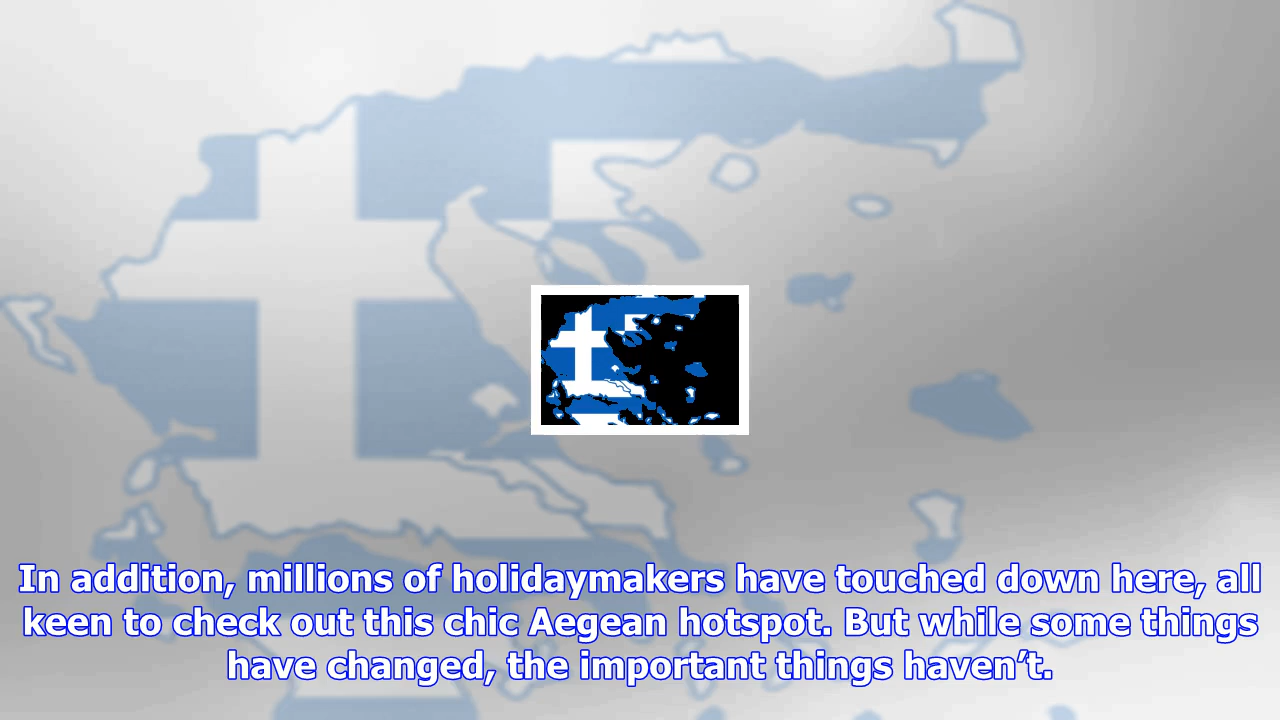 In addition, millions of holidaymakers have touched down here, all
keen to check out this chic Aegean hotspot. But while some things
have changed, the important things haven’t.